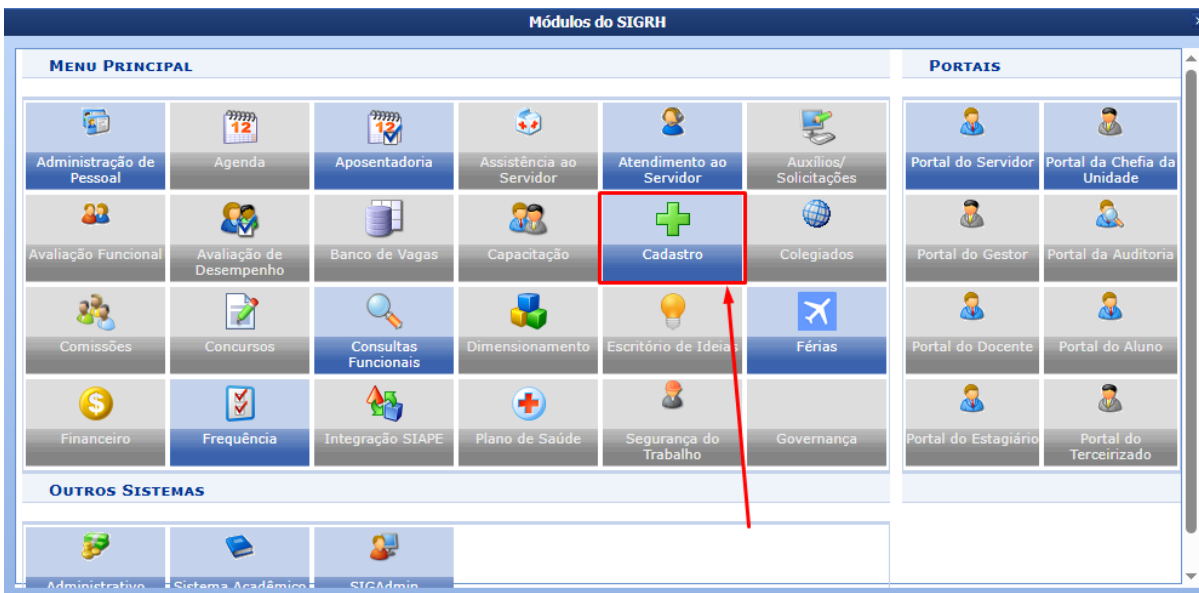 Módulos do SIGRH
MENU PRINCIPAL
PORTAIS
12
12
Administração de
Pessoal
Agenda
Aposentadoria
Assistência ao
Servidor
Atendimento ao
Servidor
Auxílios/
Solicitações
Portal do Servidor
Portal da Chefia da
Unidade
Avaliação Funcional
Avaliação de
Desempenho
Banco de Vagas
Capacitação
Cadastro
Colegiados
Portal do Gestor
Portal da Auditoria
Comissões
Concursos
Consultas
Funcionais
Dimensionamento
Escritório de Ideias
Férias
Portal do Docente
Portal do Aluno
Financeiro
Frequência
Integração SIAPE
Plano de Saúde
Segurança do
Trabalho
Governança
Portal do Estagiário
Portal do
Terceirizado
OUTROS SISTEMAS
Administrativo
Sistema Acadêmico
SIGAdmin